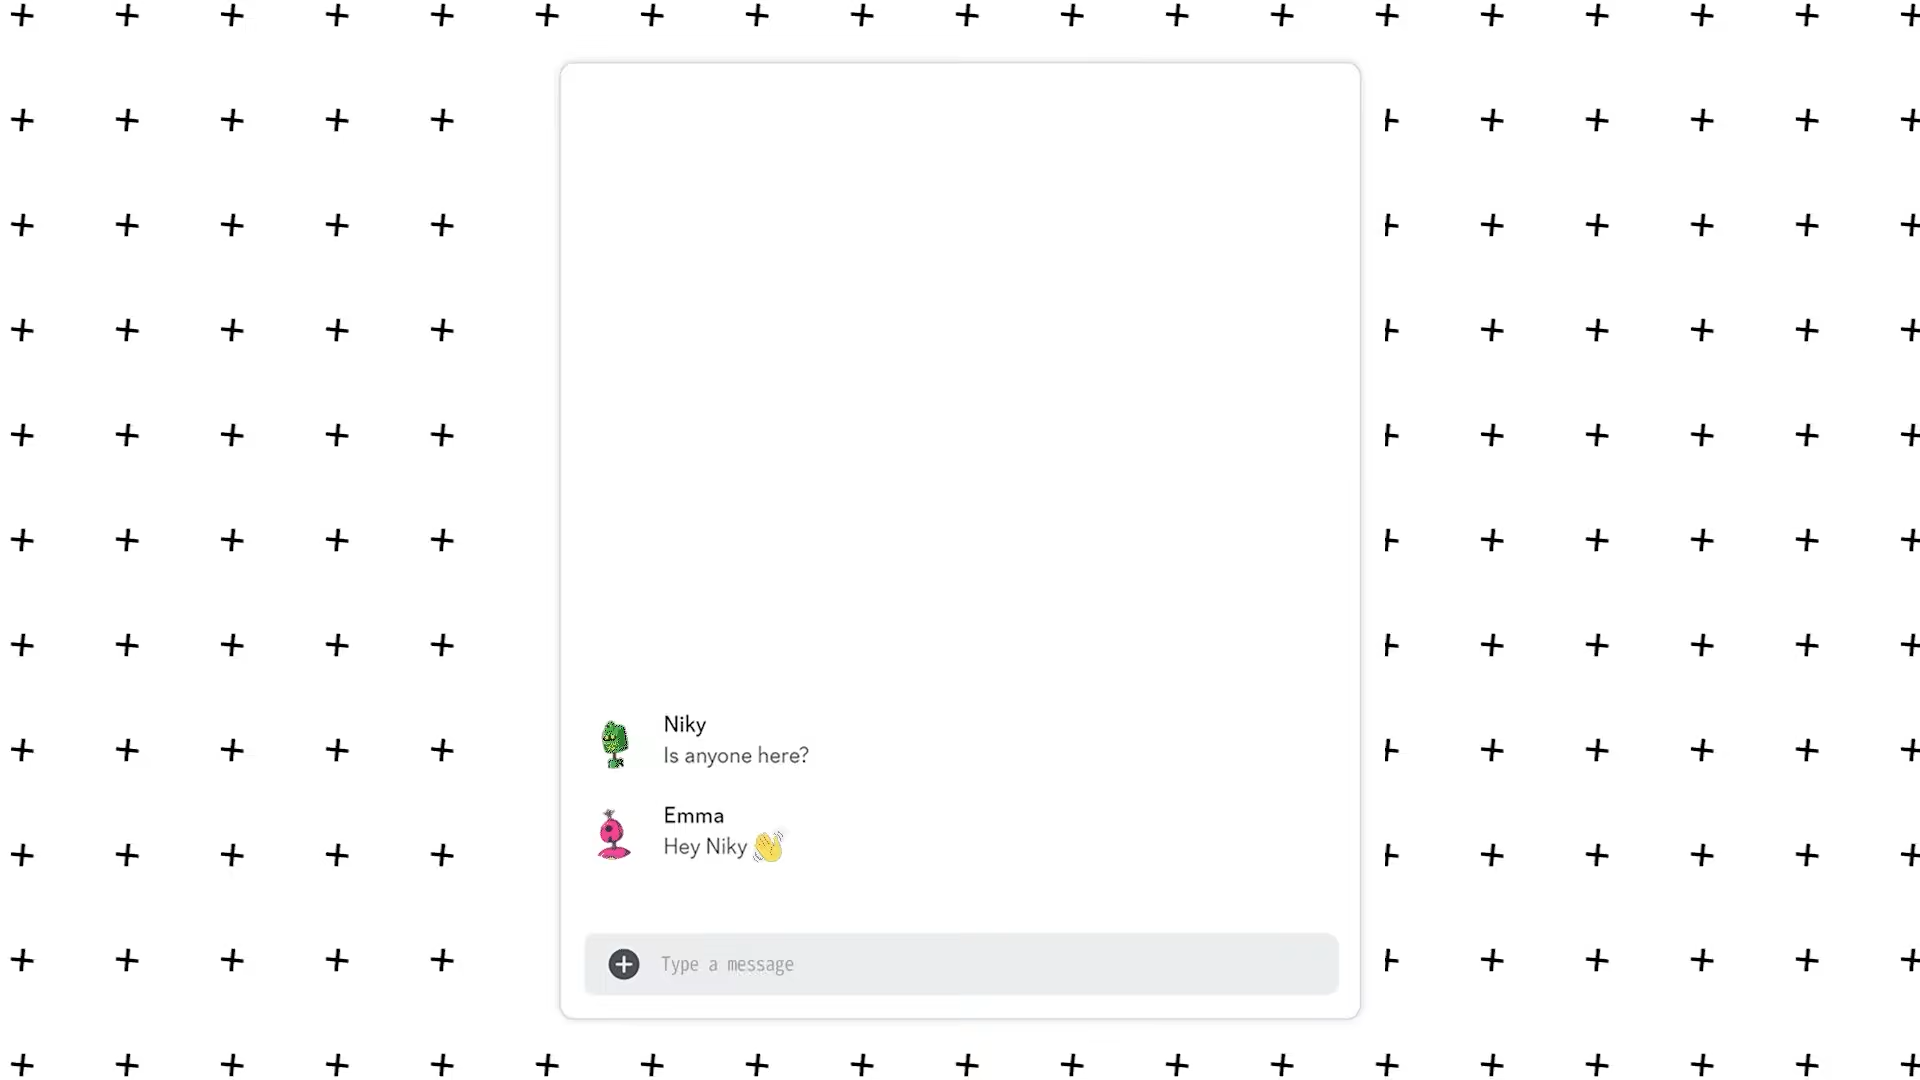 Niky
Is anyone here?
Emma
Hey Niky 👋
Type a message